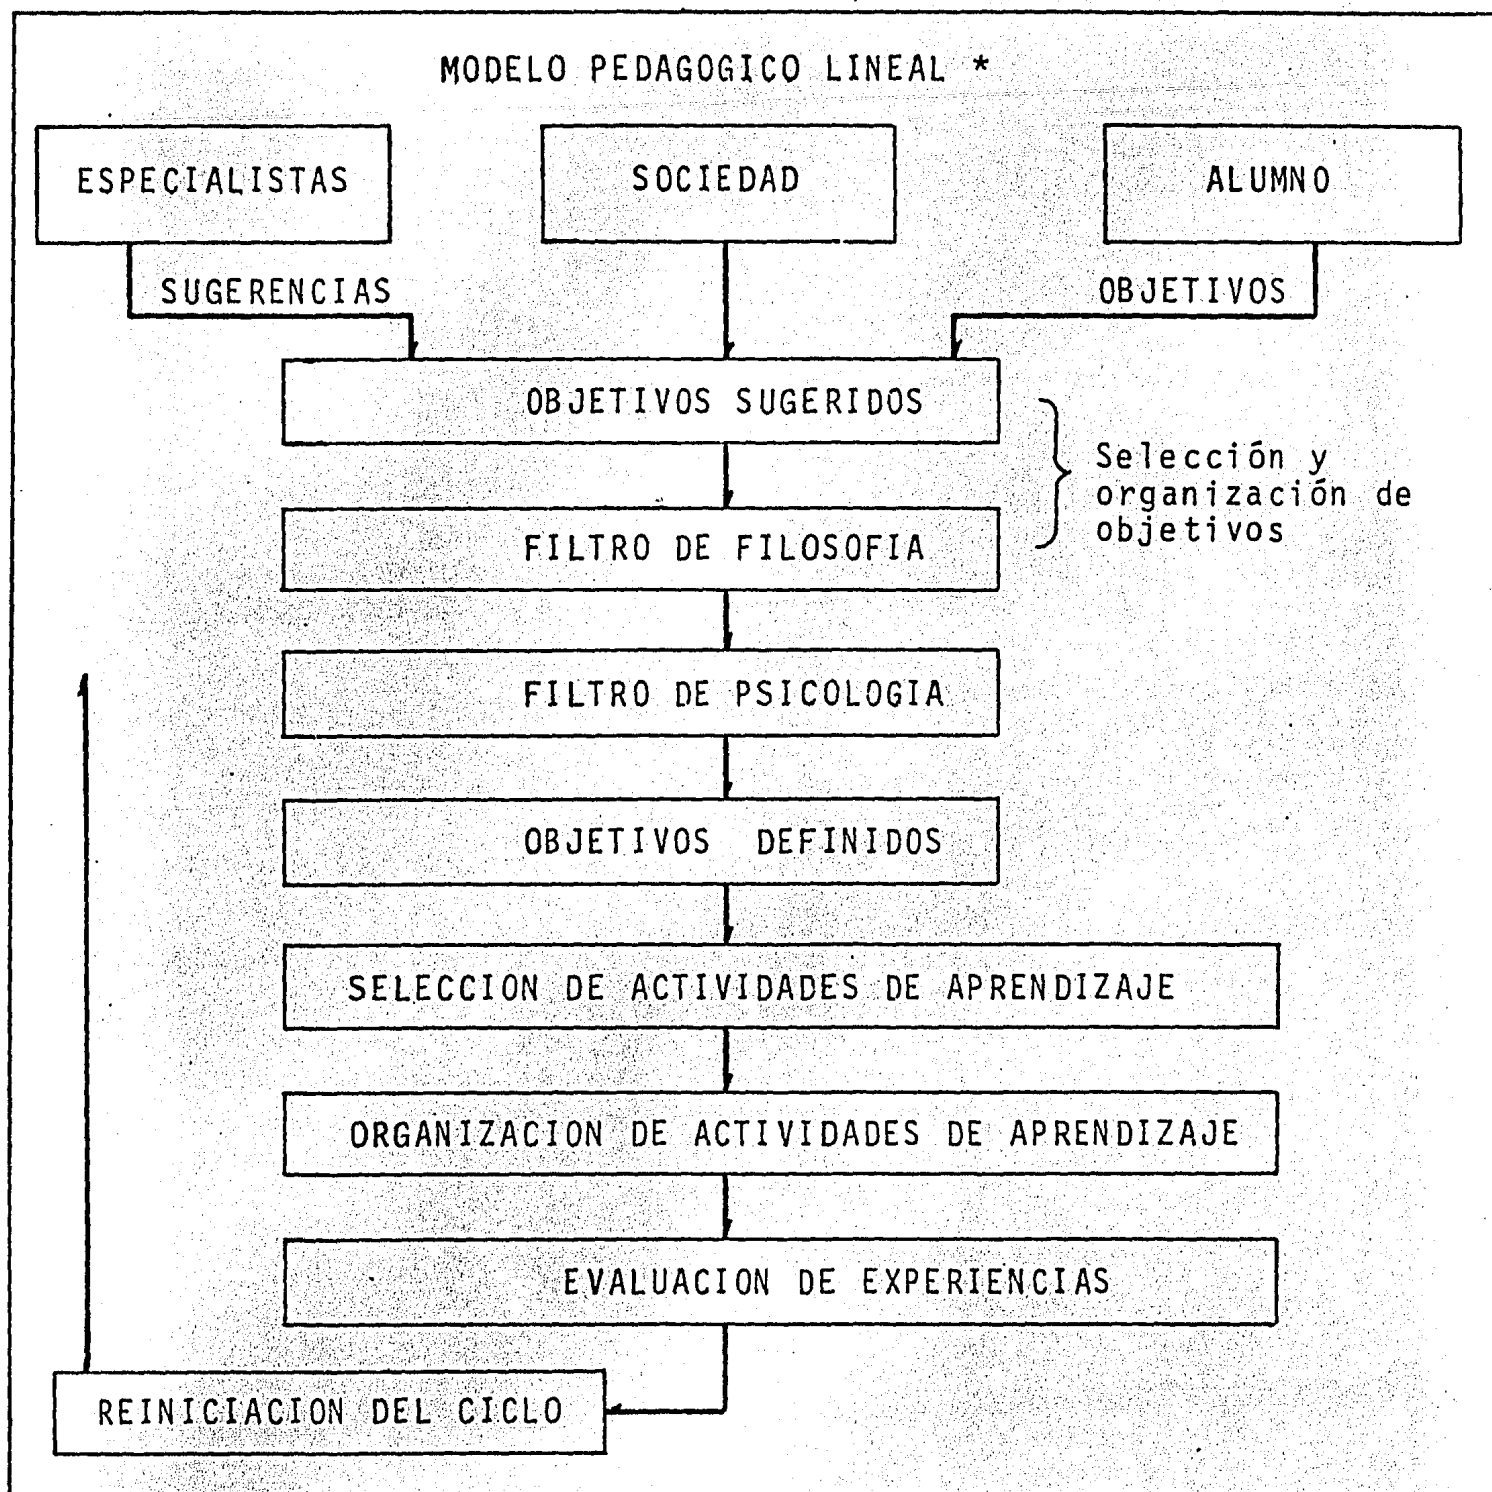 MODELO PEDAGOGICO LINEAL *
ESPECIALISTAS
SOCIEDAD
ALUMNO
SUGERENCIAS
OBJETIVOS
OBJETIVOS SUGERIDOS
Selección y
organización de
objetivos
FILTRO DE FILOSOFIA
FILTRO DE PSICOLOGIA
OBJETIVOS DEFINIDOS
SELECCION DE ACTIVIDADES DE APRENDIZAJE
ORGANIZACION DE ACTIVIDADES DE APRENDIZAJE
EVALUACION DE EXPERIENCIAS
REINICIACION DEL CICLO